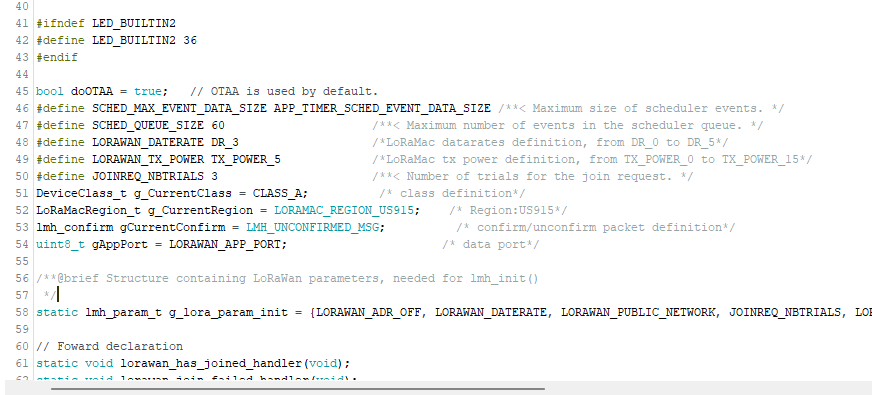 40
41 #ifndef LED_BUILTIN2
42 #define LED_BUILTIN2 36
43 #endif
44
45 bool doOTAA = true;   // OTAA is used by default.
46 #define SCHED_MAX_EVENT_DATA_SIZE APP_TIMER_SCHED_EVENT_DATA_SIZE /**< Maximum size of scheduler events. */
47 #define SCHED_QUEUE_SIZE 60 /**< Maximum number of events in the scheduler queue. */
48 #define LORAWAN_DATERATE DR_3 /*LoRaMac datarates definition, from DR_0 to DR_5*/
49 #define LORAWAN_TX_POWER TX_POWER_5 /*LoRaMac tx power definition, from TX_POWER_0 to TX_POWER_15*/
50 #define JOINREQ_NBTRIALS 3 /**< Number of trials for the join request. */
51 DeviceClass_t g_CurrentClass = CLASS_A; /* class definition*/
52 LoRaMacRegion_t g_CurrentRegion = LORAMAC_REGION_US915; /* Region:US915*/
53 lmh_confirm gCurrentConfirm = LMH_UNCONFIRMED_MSG; /* confirm/unconfirm packet definition*/
54 uint8_t gAppPort = LORAWAN_APP_PORT; /* data port*/
55
56 /**@brief Structure containing LoRaWan parameters, needed for lmh_init()
57  */
58 static lmh_param_t g_lora_param_init = {LORAWAN_ADR_OFF, LORAWAN_DATERATE, LORAWAN_PUBLIC_NETWORK, JOINREQ_NBTRIALS,
59
60 // Foward declaration
61 static void lorawan_has_joined_handler(void);
62 static void lorawan_join_failed_handler(void);